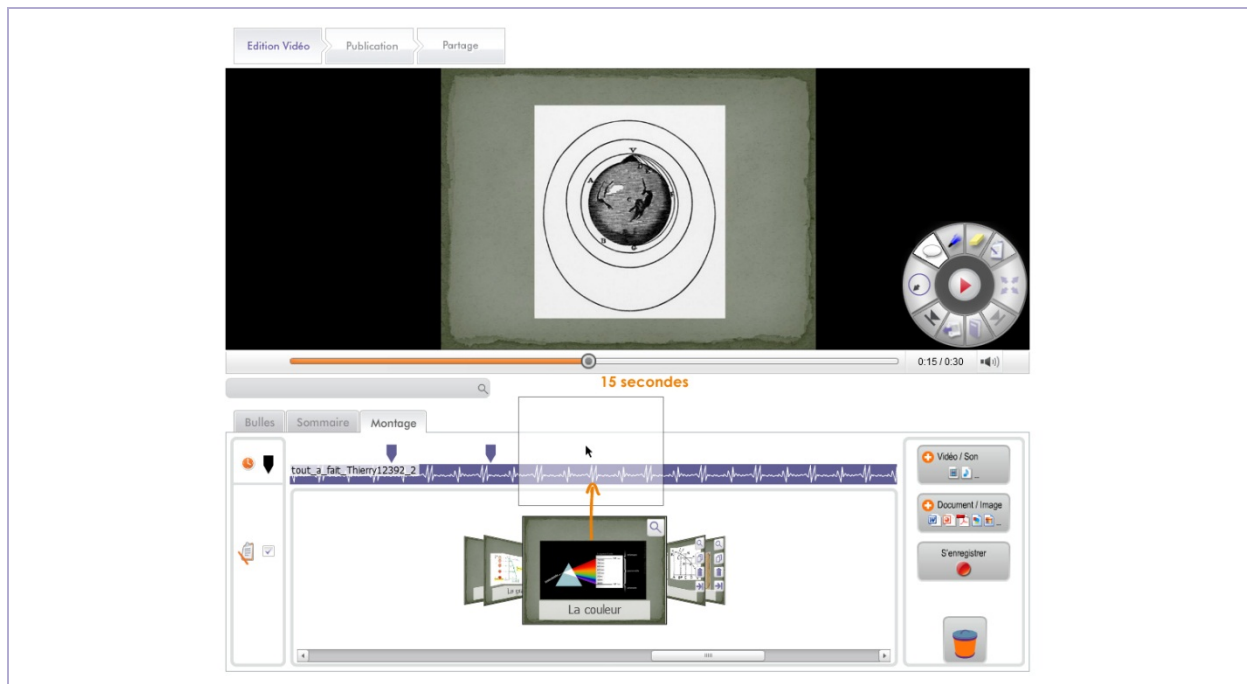 Edition Vidéo
Publication
Partage
V
A
B
0:15 / 0:30
15 secondes
Bulles
Sommaire
Montage
tout_a_fait_Thierry12392_2
Vidéo / Son
Document / Image
S'enregistrer
La couleur